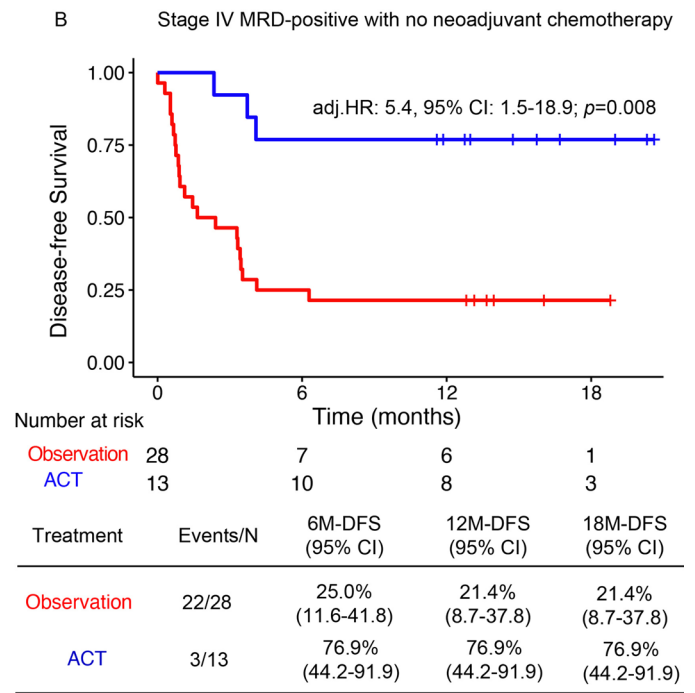 B Stage IV MRD-positive with no neoadjuvant chemotherapy
1.00
adj.HR: 5.4, 95% CI: 1.5-18.9; p=0.008
0.75
0.50
0.25
0.00
Disease-free Survival
0 6 12 18
Time (months)
Number at risk
Observation 28 7 6 1
ACT 13 10 8 3
Treatment Events/N 6M-DFS (95% CI) 12M-DFS (95% CI) 18M-DFS (95% CI)
Observation 22/28 25.0% (11.6-41.8) 21.4% (8.7-37.8) 21.4% (8.7-37.8)
ACT 3/13 76.9% (44.2-91.9) 76.9% (44.2-91.9) 76.9% (44.2-91.9)